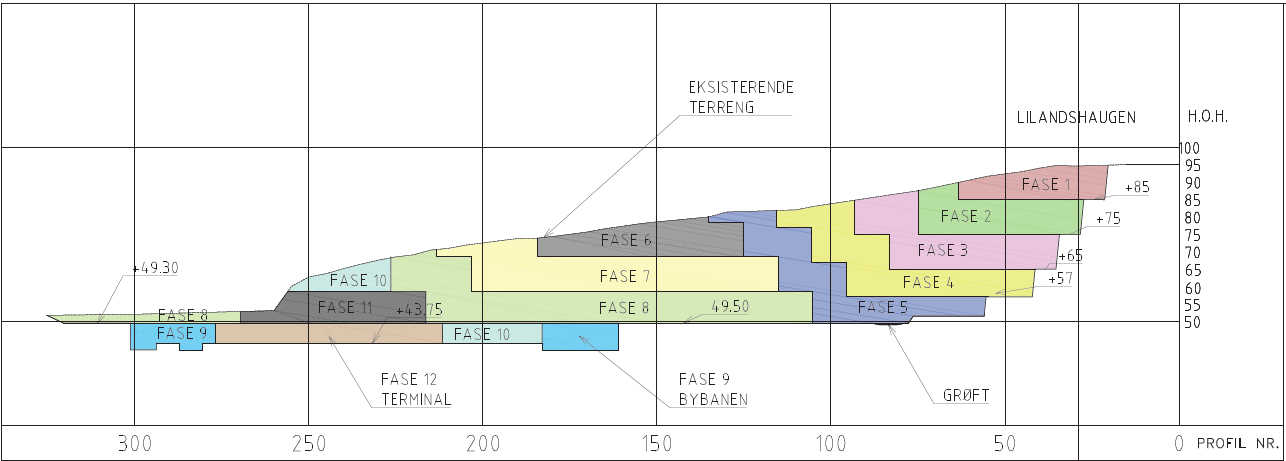 EKSISTERENDE
TERRENG
LILANDSHAUGEN
H.O.H.
100
95
90
85
80
75
70
65
60
55
50
FASE 1
+85
FASE 2
+75
FASE 3
+65
FASE 4
+57
FASE 5
FASE 6
FASE 7
FASE 8
49.50
FASE 10
FASE 11
+43.75
+49.30
FASE 8
FASE 9
FASE 10
FASE 12
TERMINAL
FASE 9
BYBANEN
GRØFT
300
250
200
150
100
50
0
PROFIL NR.